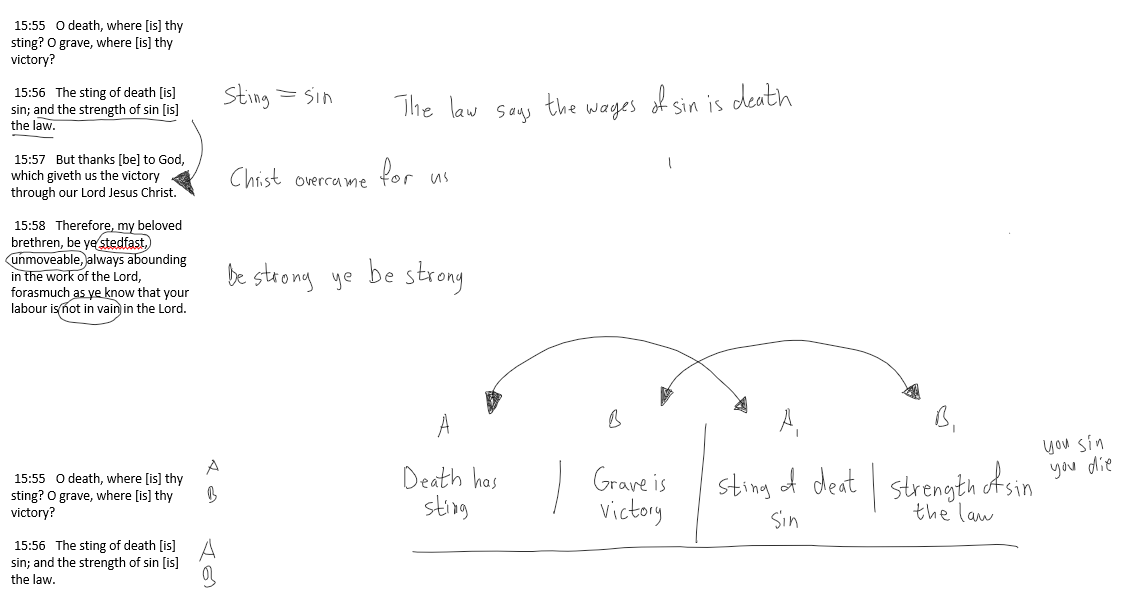 15:55 O death, where [is] thy
sting? O grave, where [is] thy
victory?
15:56 The sting of death [is]
sin; and the strength of sin [is]
the law.
15:57 But thanks [be] to God,
which giveth us the victory
through our Lord Jesus Christ.
15:58 Therefore, my beloved
brethren, be ye stedfast,
unmoveable, always abounding
in the work of the Lord,
forasmuch as ye know that your
labour is not in vain in the Lord.
Sting = sin
The law says the wages of sin is death
Christ overcame for us
be strong ye be strong
15:55 O death, where [is] thy
sting? O grave, where [is] thy
victory?
15:56 The sting of death [is]
sin; and the strength of sin [is]
the law.
A
B
A
B
A
B
A1
B1
Death has
sting
Grave is
victory
sting of deat
sin
strength of sin
the law
you sin
you die